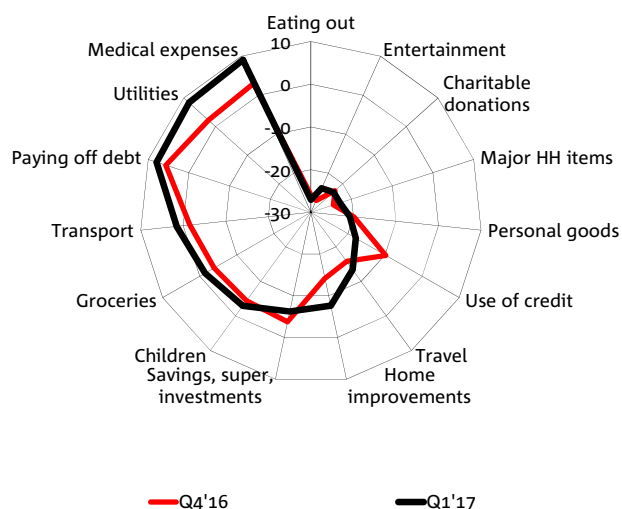 Eating out
Entertainment
Charitable
donations
Major HH items
Personal goods
Use of credit
Travel
Home
improvements
Savings, super,
investments
Children
Groceries
Transport
Paying off debt
Utilities
Medical expenses
10
0
-10
-20
-30
Q4'16
Q1'17